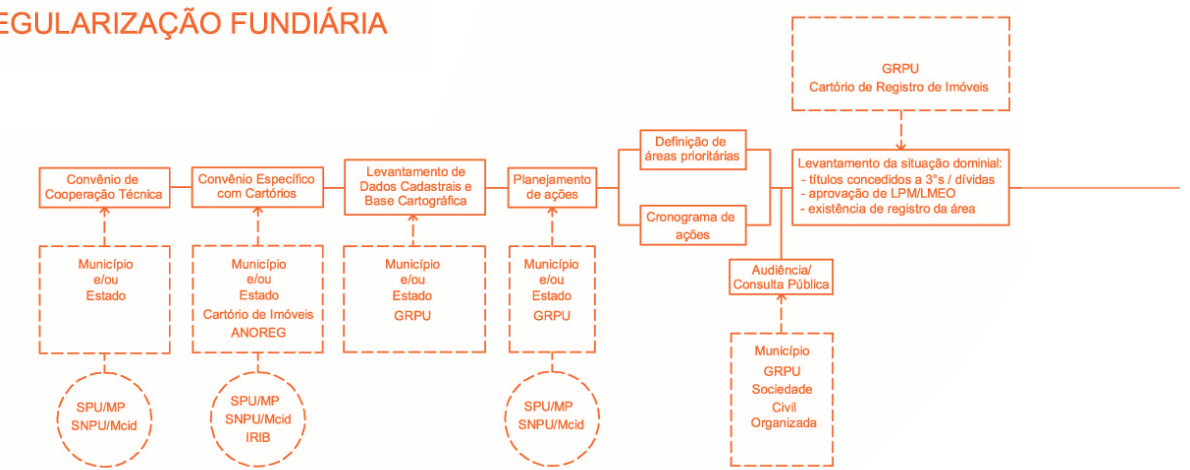 EGULARIZAÇÃO FUNDIÁRIA
GRPU
Cartório de Registro de Imóveis
Convênio de
Cooperação Técnica
Convênio Específico
com Cartórios
Levantamento de
Dados Cadastrais e
Base Cartográfica
Planejamento
de ações
Definição de
áreas prioritárias
Cronograma de
ações
Levantamento da situação dominial:
- títulos concedidos a 3°s / dívidas
- aprovação de LPM/LMEO
- existência de registro da área
Audiência/
Consulta Pública
Município
e/ou
Estado
Município
e/ou
Estado
Cartório de Imóveis
ANOREG
Município
e/ou
Estado
GRPU
Município
e/ou
Estado
GRPU
Município
GRPU
Sociedade
Civil
Organizada
SPU/MP
SNPU/Mcid
SPU/MP
SNPU/Mcid
IRIB
SPU/MP
SNPU/Mcid